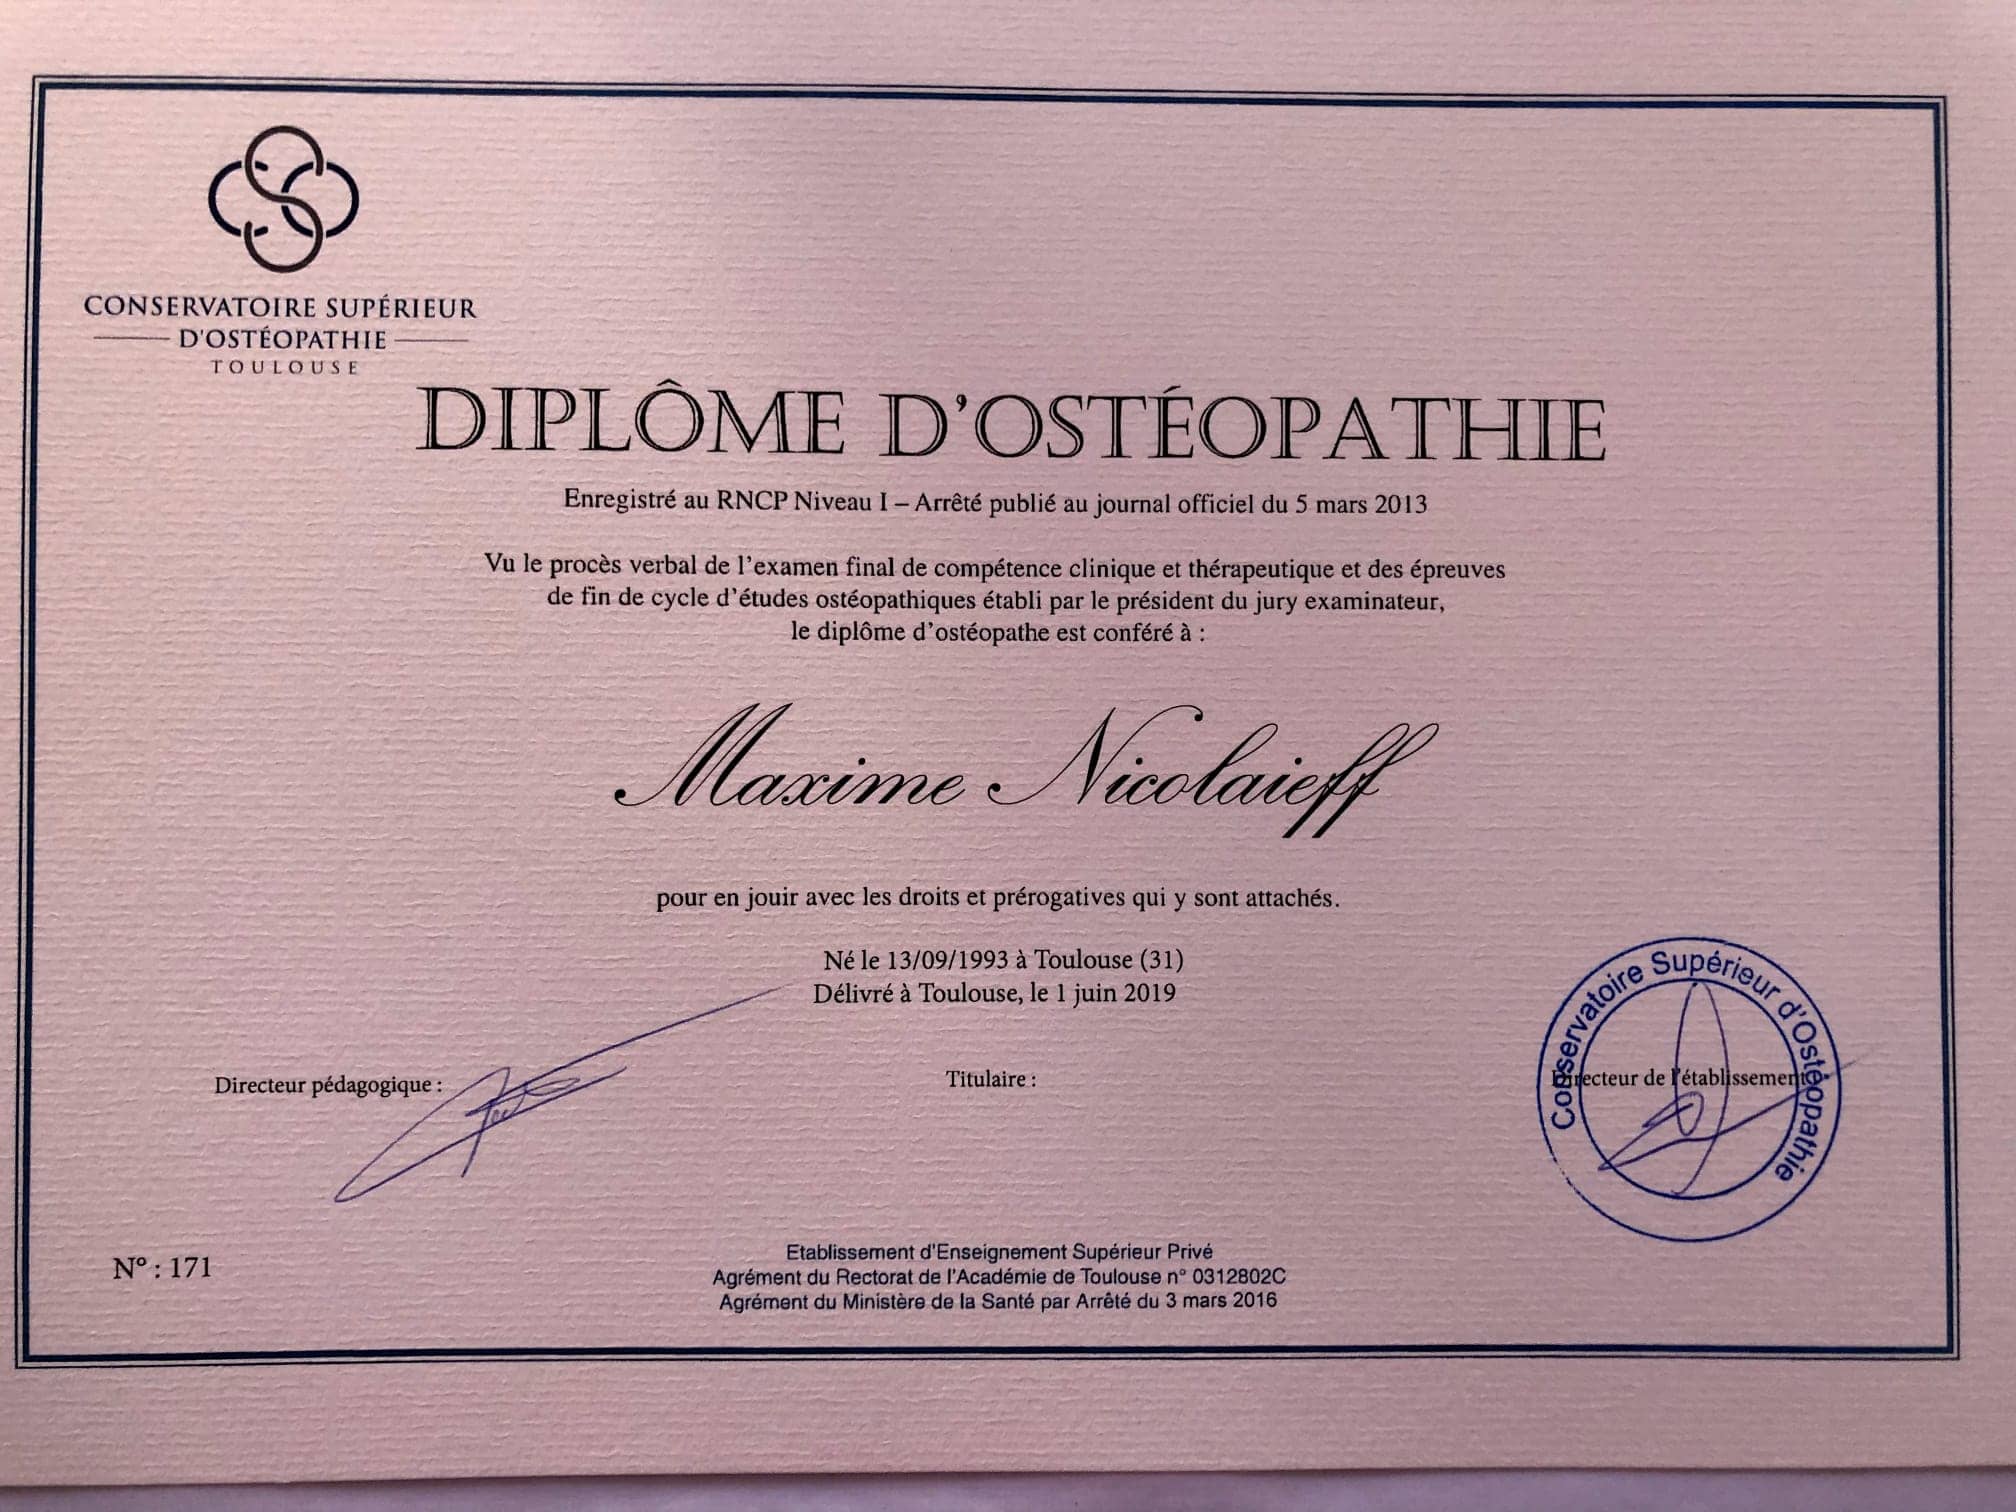 CONSERVATOIRE SUPÉRIEUR
D'OSTÉOPATHIE
TOULOUSE
DIPLÔME D'OSTÉOPATHIE
Enregistré au RNCP Niveau I – Arrêté publié au journal officiel du 5 mars 2013
Vu le procès verbal de l'examen final de compétence clinique et thérapeutique et des épreuves
de fin de cycle d'études ostéopathiques établi par le président du jury examinateur,
le diplôme d'ostéopathe est conféré à :
Maxime Nicolaieff
pour en jouir avec les droits et prérogatives qui y sont attachés.
Né le 13/09/1993 à Toulouse (31)
Délivré à Toulouse, le 1 juin 2019
Directeur pédagogique :
Titulaire :
Directeur de l'établissement
Conservatoire Supérieur d'Ostéopathie
N° : 171
Etablissement d'Enseignement Supérieur Privé
Agrément du Rectorat de l'Académie de Toulouse n° 0312802C
Agrément du Ministère de la Santé par Arrêté du 3 mars 2016